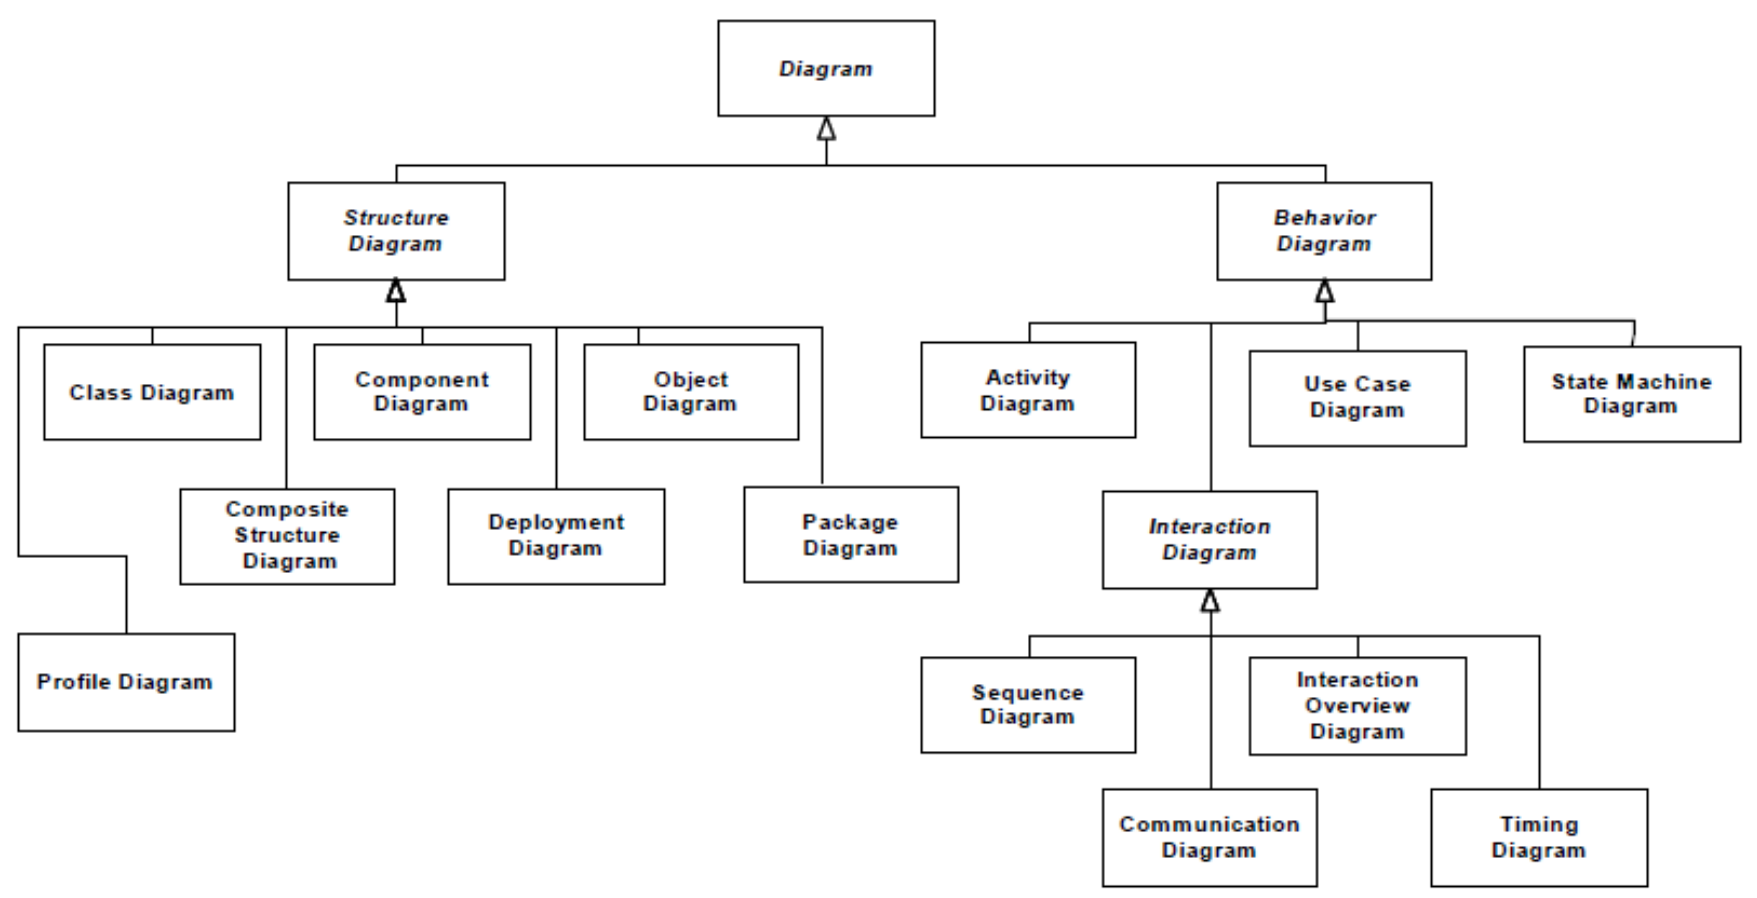 Diagram
Structure
Diagram
Behavior
Diagram
Class Diagram
Component
Diagram
Object
Diagram
Activity
Diagram
Use Case
Diagram
State Machine
Diagram
Composite
Structure
Diagram
Deployment
Diagram
Package
Diagram
Interaction
Diagram
Profile Diagram
Sequence
Diagram
Interaction
Overview
Diagram
Communication
Diagram
Timing
Diagram